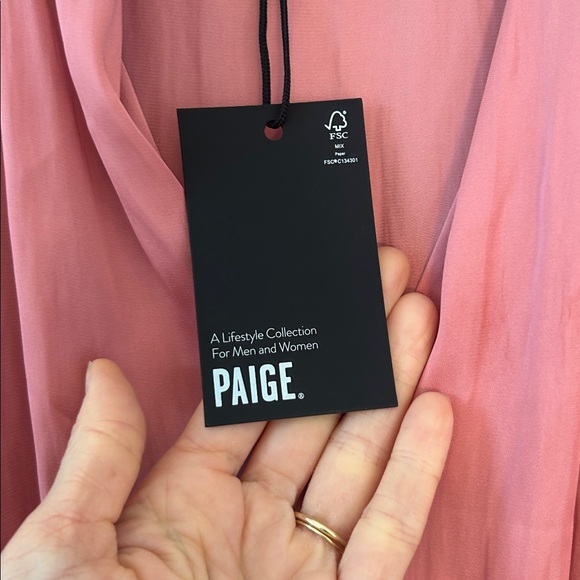 FSC
MIX
Paper
FSC® C134301
A Lifestyle Collection
For Men and Women
PAIGE®